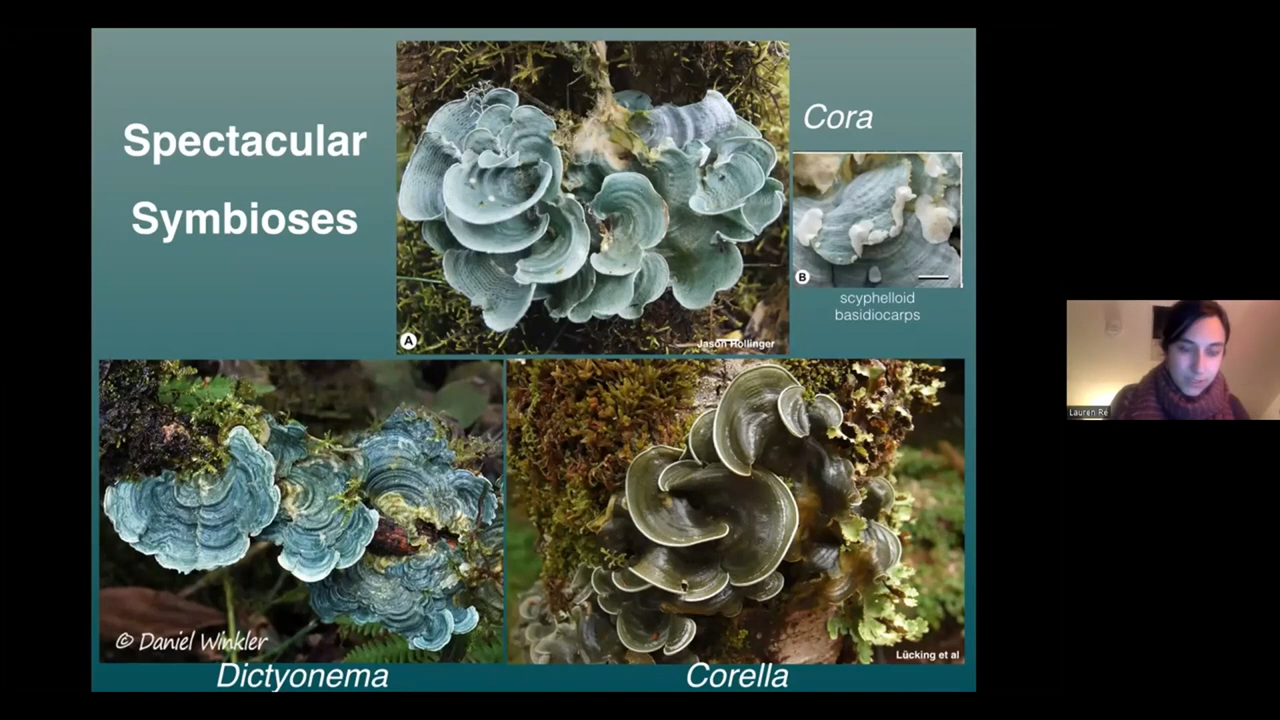 Spectacular
Symbioses
Cora
scyphelloid
basidiocarps
A
B
Jason Hollinger
© Daniel Winkler
Lücking et al
Dictyonema
Corella
Lauren Ré